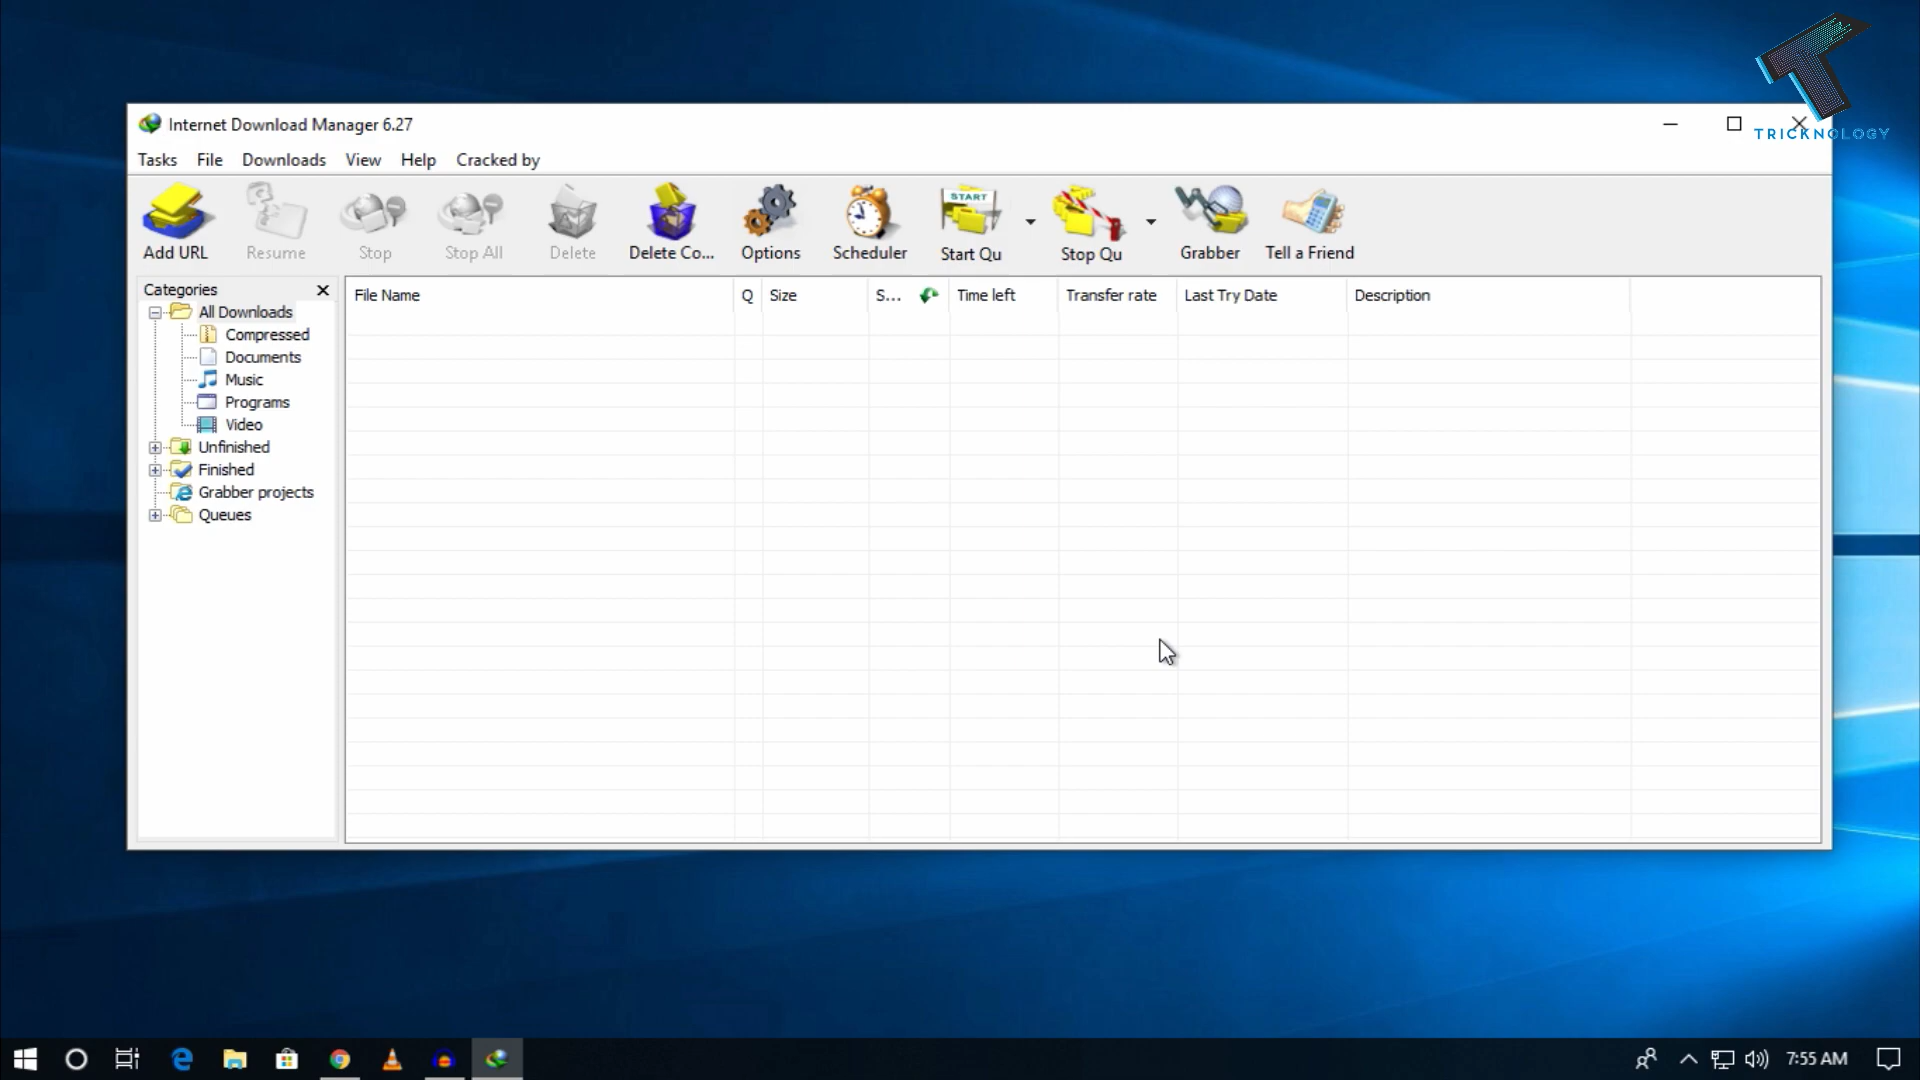 TRICKNOLOGY
Internet Download Manager 6.27
Tasks File Downloads View Help Cracked by
START
Add URL Resume Stop Stop All Delete Delete Co... Options Scheduler Start Qu Stop Qu Grabber Tell a Friend
Categories
All Downloads
Compressed
Documents
Music
Programs
Video
Unfinished
Finished
Grabber projects
Queues
File Name Q Size S... Time left Transfer rate Last Try Date Description
7:55 AM